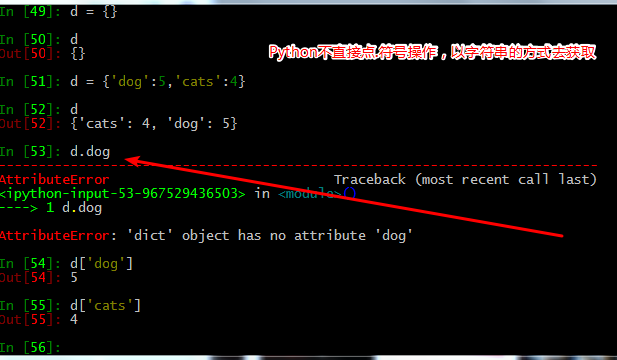 In [49]: d = {}
In [50]: d
Out[50]: {}
Python不直接点.符号操作，以字符串的方式去获取
In [51]: d = {'dog':5,'cats':4}
In [52]: d
Out[52]: {'cats': 4, 'dog': 5}
In [53]: d.dog
---------------------------------------------------------------------------
AttributeError                            Traceback (most recent call last)
<ipython-input-53-967529436503> in <module>()
----> 1 d.dog
AttributeError: 'dict' object has no attribute 'dog'
In [54]: d['dog']
Out[54]: 5
In [55]: d['cats']
Out[55]: 4
In [56]: